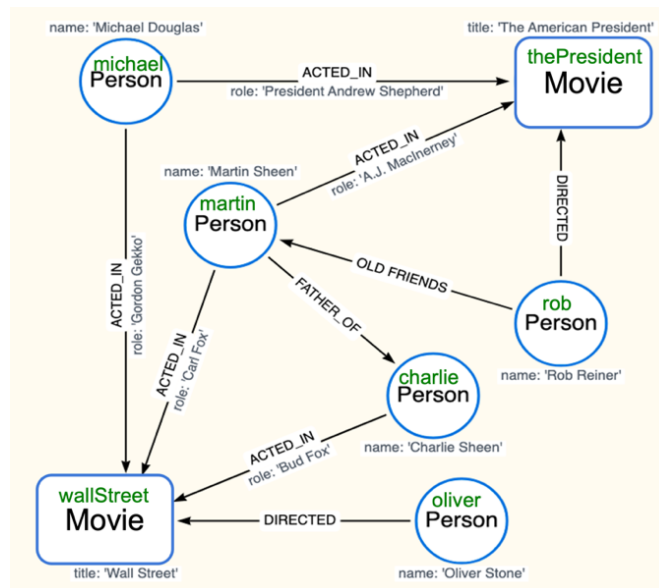 name: 'Michael Douglas'
title: 'The American President'
michael
Person
ACTED_IN
role: 'President Andrew Shepherd'
thePresident
Movie
ACTED_IN
role: 'A.J. MacInerney'
name: 'Martin Sheen'
martin
Person
DIRECTED
OLD FRIENDS
ACTED_IN
role: 'Gordon Gekko'
FATHER_OF
rob
Person
name: 'Rob Reiner'
ACTED_IN
role: 'Carl Fox'
charlie
Person
name: 'Charlie Sheen'
ACTED_IN
role: 'Bud Fox'
wallStreet
Movie
title: 'Wall Street'
DIRECTED
oliver
Person
name: 'Oliver Stone'